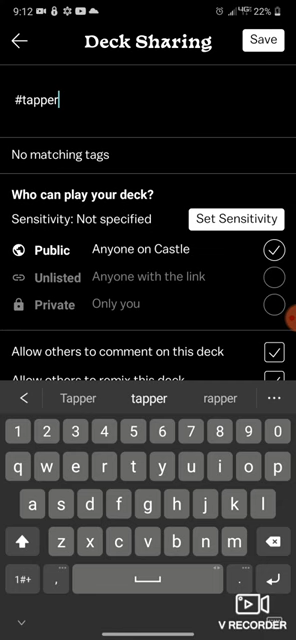 9:12 22%
Deck Sharing Save
#tapper
No matching tags
Who can play your deck?
Sensitivity: Not specified Set Sensitivity
Public Anyone on Castle
Unlisted Anyone with the link
Private Only you
Allow others to comment on this deck
Allow others to remix this deck
Tapper tapper rapper
1 2 3 4 5 6 7 8 9 0
q w e r t y u i o p
a s d f g h j k l
z x c v b n m
1#+ , .
V RECORDER